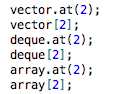 vector.at(2);
vector[2];
deque.at(2);
deque[2];
array.at(2);
array[2];